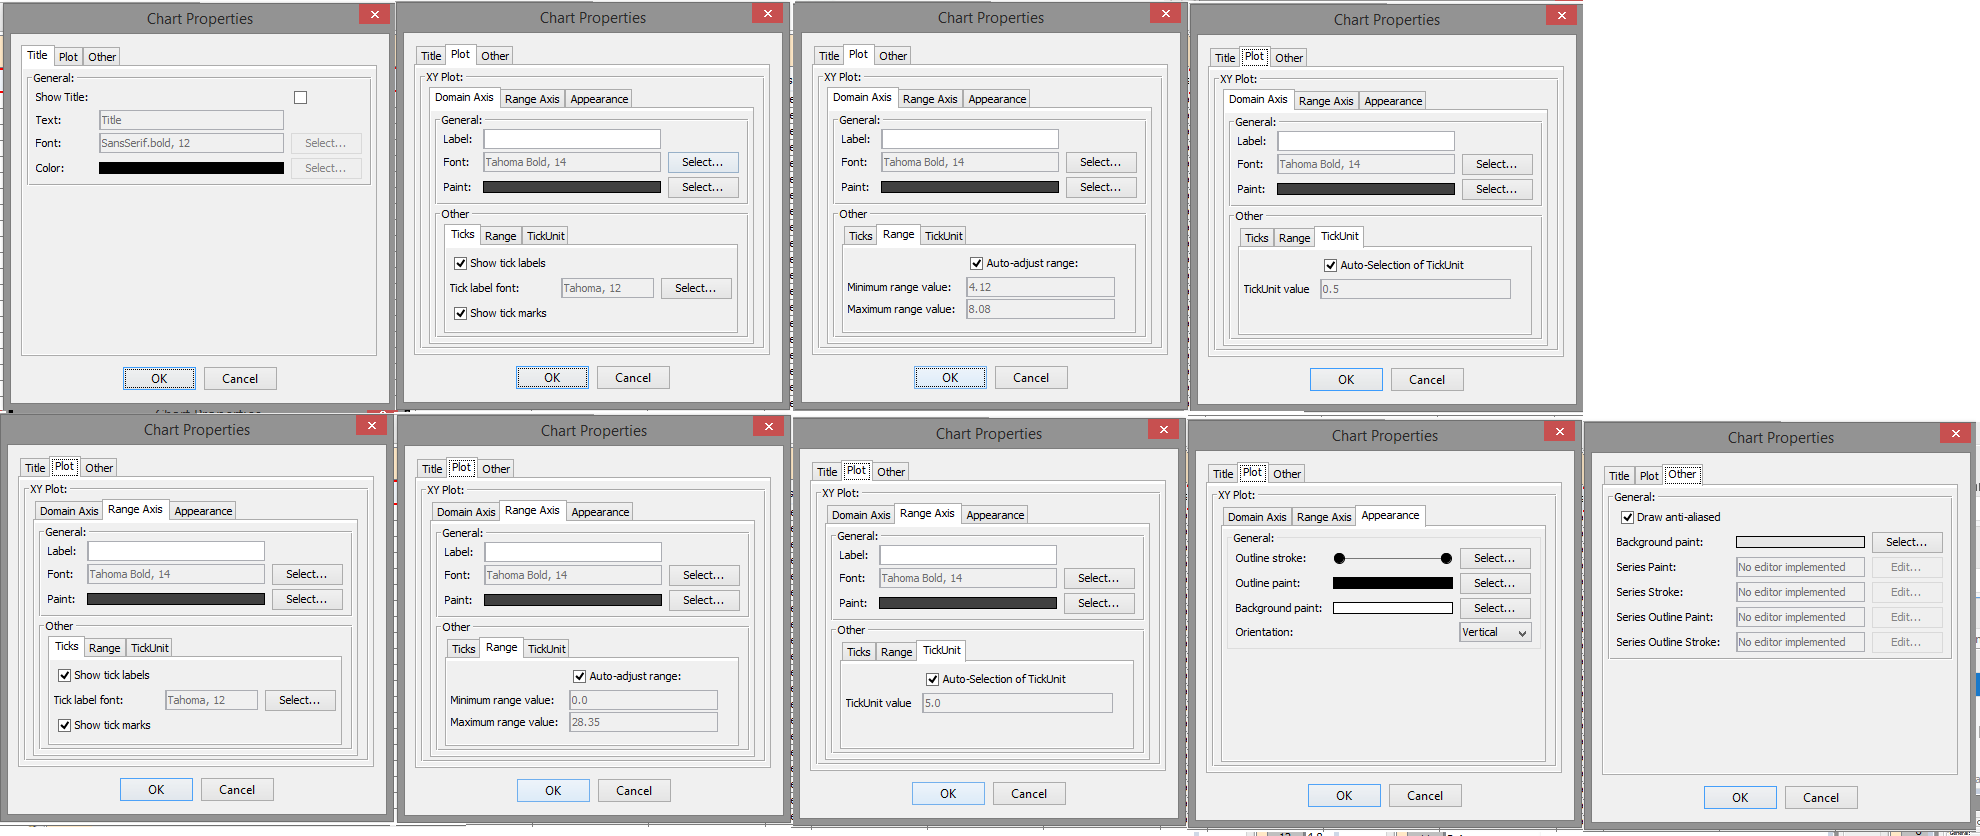 Chart Properties
Title Plot Other
General:
Show Title:
Text: Title
Font: SansSerif.bold, 12 Select...
Color: Select...
OK Cancel
Chart Properties
Title Plot Other
XY Plot:
Domain Axis Range Axis Appearance
General:
Label:
Font: Tahoma Bold, 14 Select...
Paint: Select...
Other
Ticks Range TickUnit
Show tick labels
Tick label font: Tahoma, 12 Select...
Show tick marks
OK Cancel
Chart Properties
Title Plot Other
XY Plot:
Domain Axis Range Axis Appearance
General:
Label:
Font: Tahoma Bold, 14 Select...
Paint: Select...
Other
Ticks Range TickUnit
Auto-adjust range:
Minimum range value: 4.12
Maximum range value: 8.08
OK Cancel
Chart Properties
Title Plot Other
XY Plot:
Domain Axis Range Axis Appearance
General:
Label:
Font: Tahoma Bold, 14 Select...
Paint: Select...
Other
Ticks Range TickUnit
Auto-Selection of TickUnit
TickUnit value 0.5
OK Cancel
Chart Properties
Title Plot Other
XY Plot:
Domain Axis Range Axis Appearance
General:
Label:
Font: Tahoma Bold, 14 Select...
Paint: Select...
Other
Ticks Range TickUnit
Show tick labels
Tick label font: Tahoma, 12 Select...
Show tick marks
OK Cancel
Chart Properties
Title Plot Other
XY Plot:
Domain Axis Range Axis Appearance
General:
Label:
Font: Tahoma Bold, 14 Select...
Paint: Select...
Other
Ticks Range TickUnit
Auto-adjust range:
Minimum range value: 0.0
Maximum range value: 28.35
OK Cancel
Chart Properties
Title Plot Other
XY Plot:
Domain Axis Range Axis Appearance
General:
Label:
Font: Tahoma Bold, 14 Select...
Paint: Select...
Other
Ticks Range TickUnit
Auto-Selection of TickUnit
TickUnit value 5.0
OK Cancel
Chart Properties
Title Plot Other
XY Plot:
Domain Axis Range Axis Appearance
General:
Outline stroke: Select...
Outline paint: Select...
Background paint: Select...
Orientation: Vertical
OK Cancel
Chart Properties
Title Plot Other
General:
Draw anti-aliased
Background paint: Select...
Series Paint: No editor implemented Edit...
Series Stroke: No editor implemented Edit...
Series Outline Paint: No editor implemented Edit...
Series Outline Stroke: No editor implemented Edit...
OK Cancel